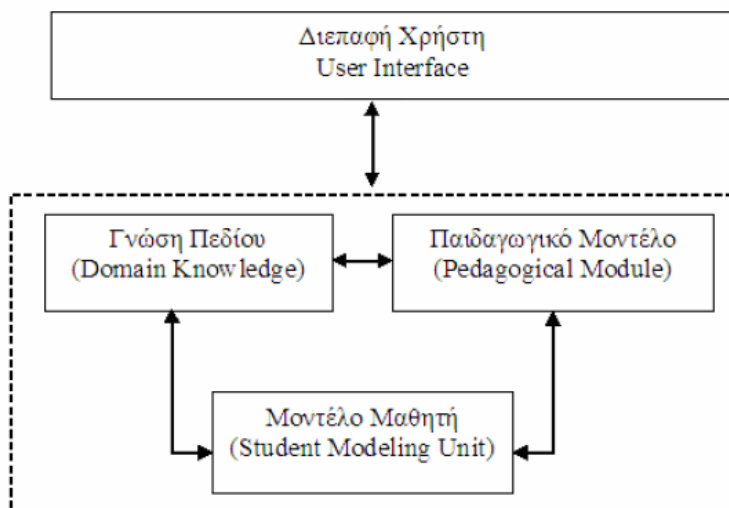 Διεπαφή Χρήστη
User Interface
Γνώση Πεδίου
(Domain Knowledge)
Παιδαγωγικό Μοντέλο
(Pedagogical Module)
Μοντέλο Μαθητή
(Student Modeling Unit)